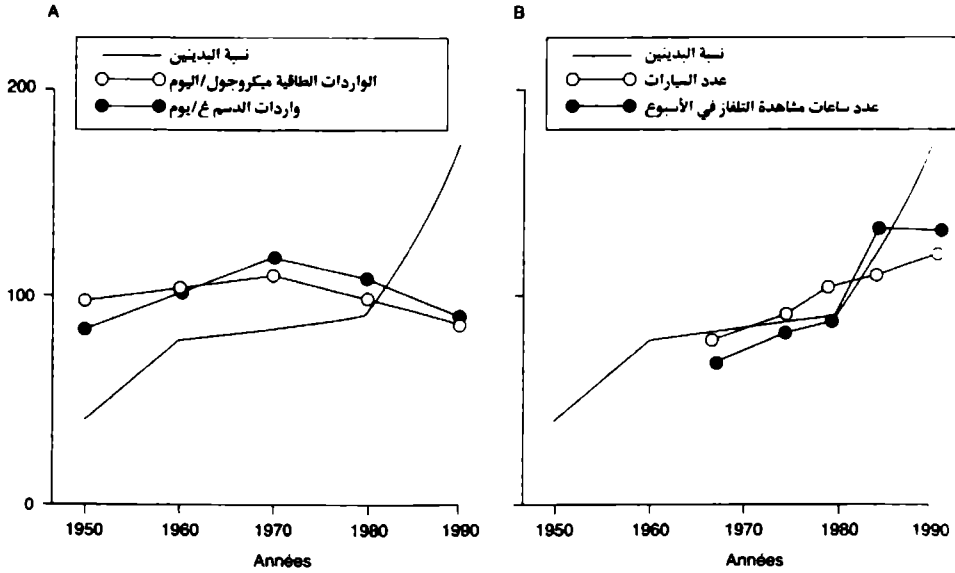 A
نسبة البدينين
الواردات الطاقية ميكروجول/اليوم
واردات الدسم غ/يوم
200
100
0
1950 1960 1970 1980 1990
Années
B
نسبة البدينين
عدد السيارات
عدد ساعات مشاهدة التلفاز في الأسبوع
1950 1960 1970 1980 1990
Années